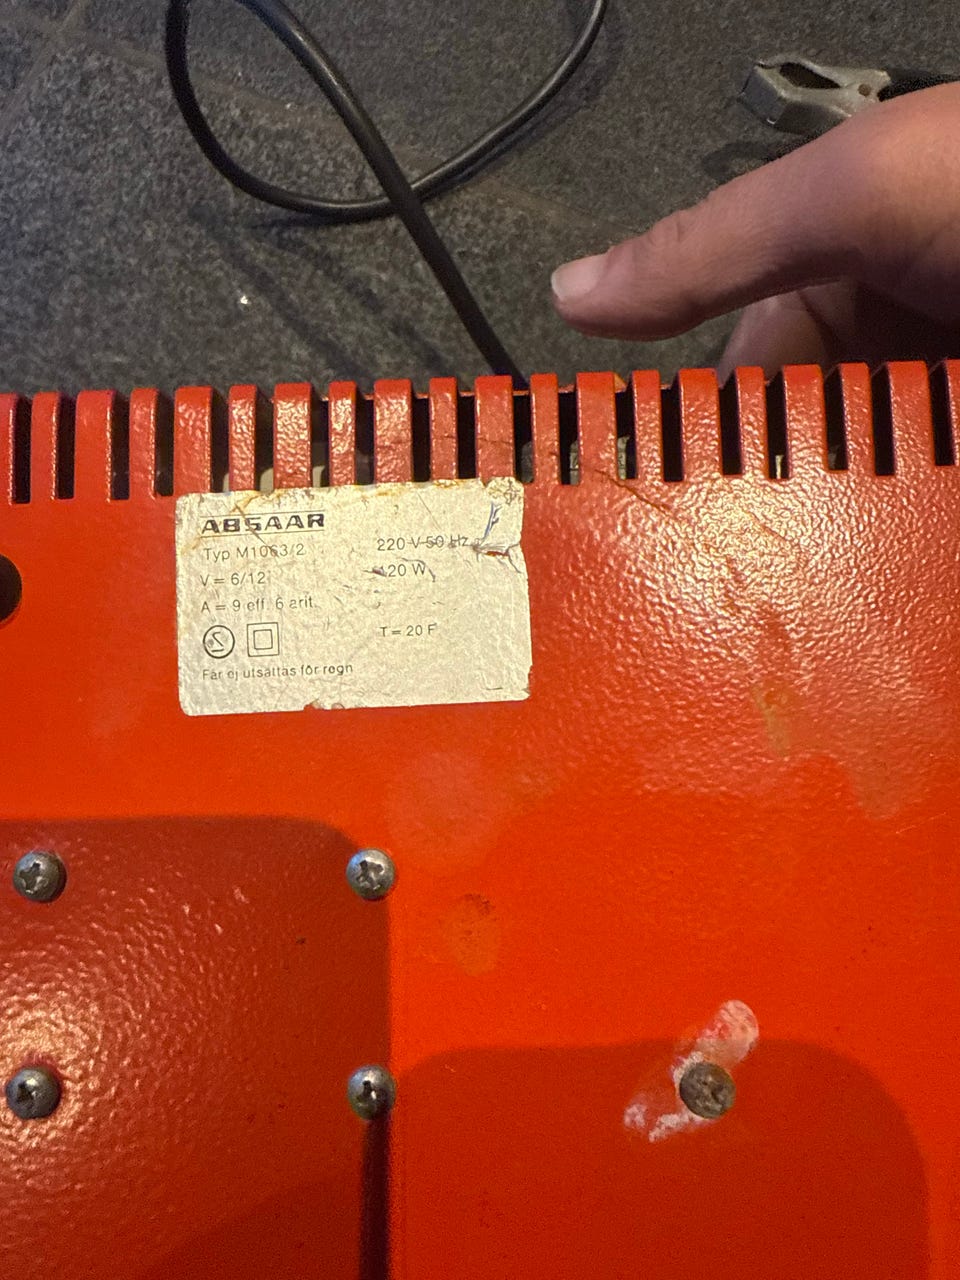 ABSAAR
Typ M1063/2 220 V 50 Hz
V = 6/12 120 W
A = 9 eff. 6 arit.
S
T = 20 F
Får ej utsättas för regn